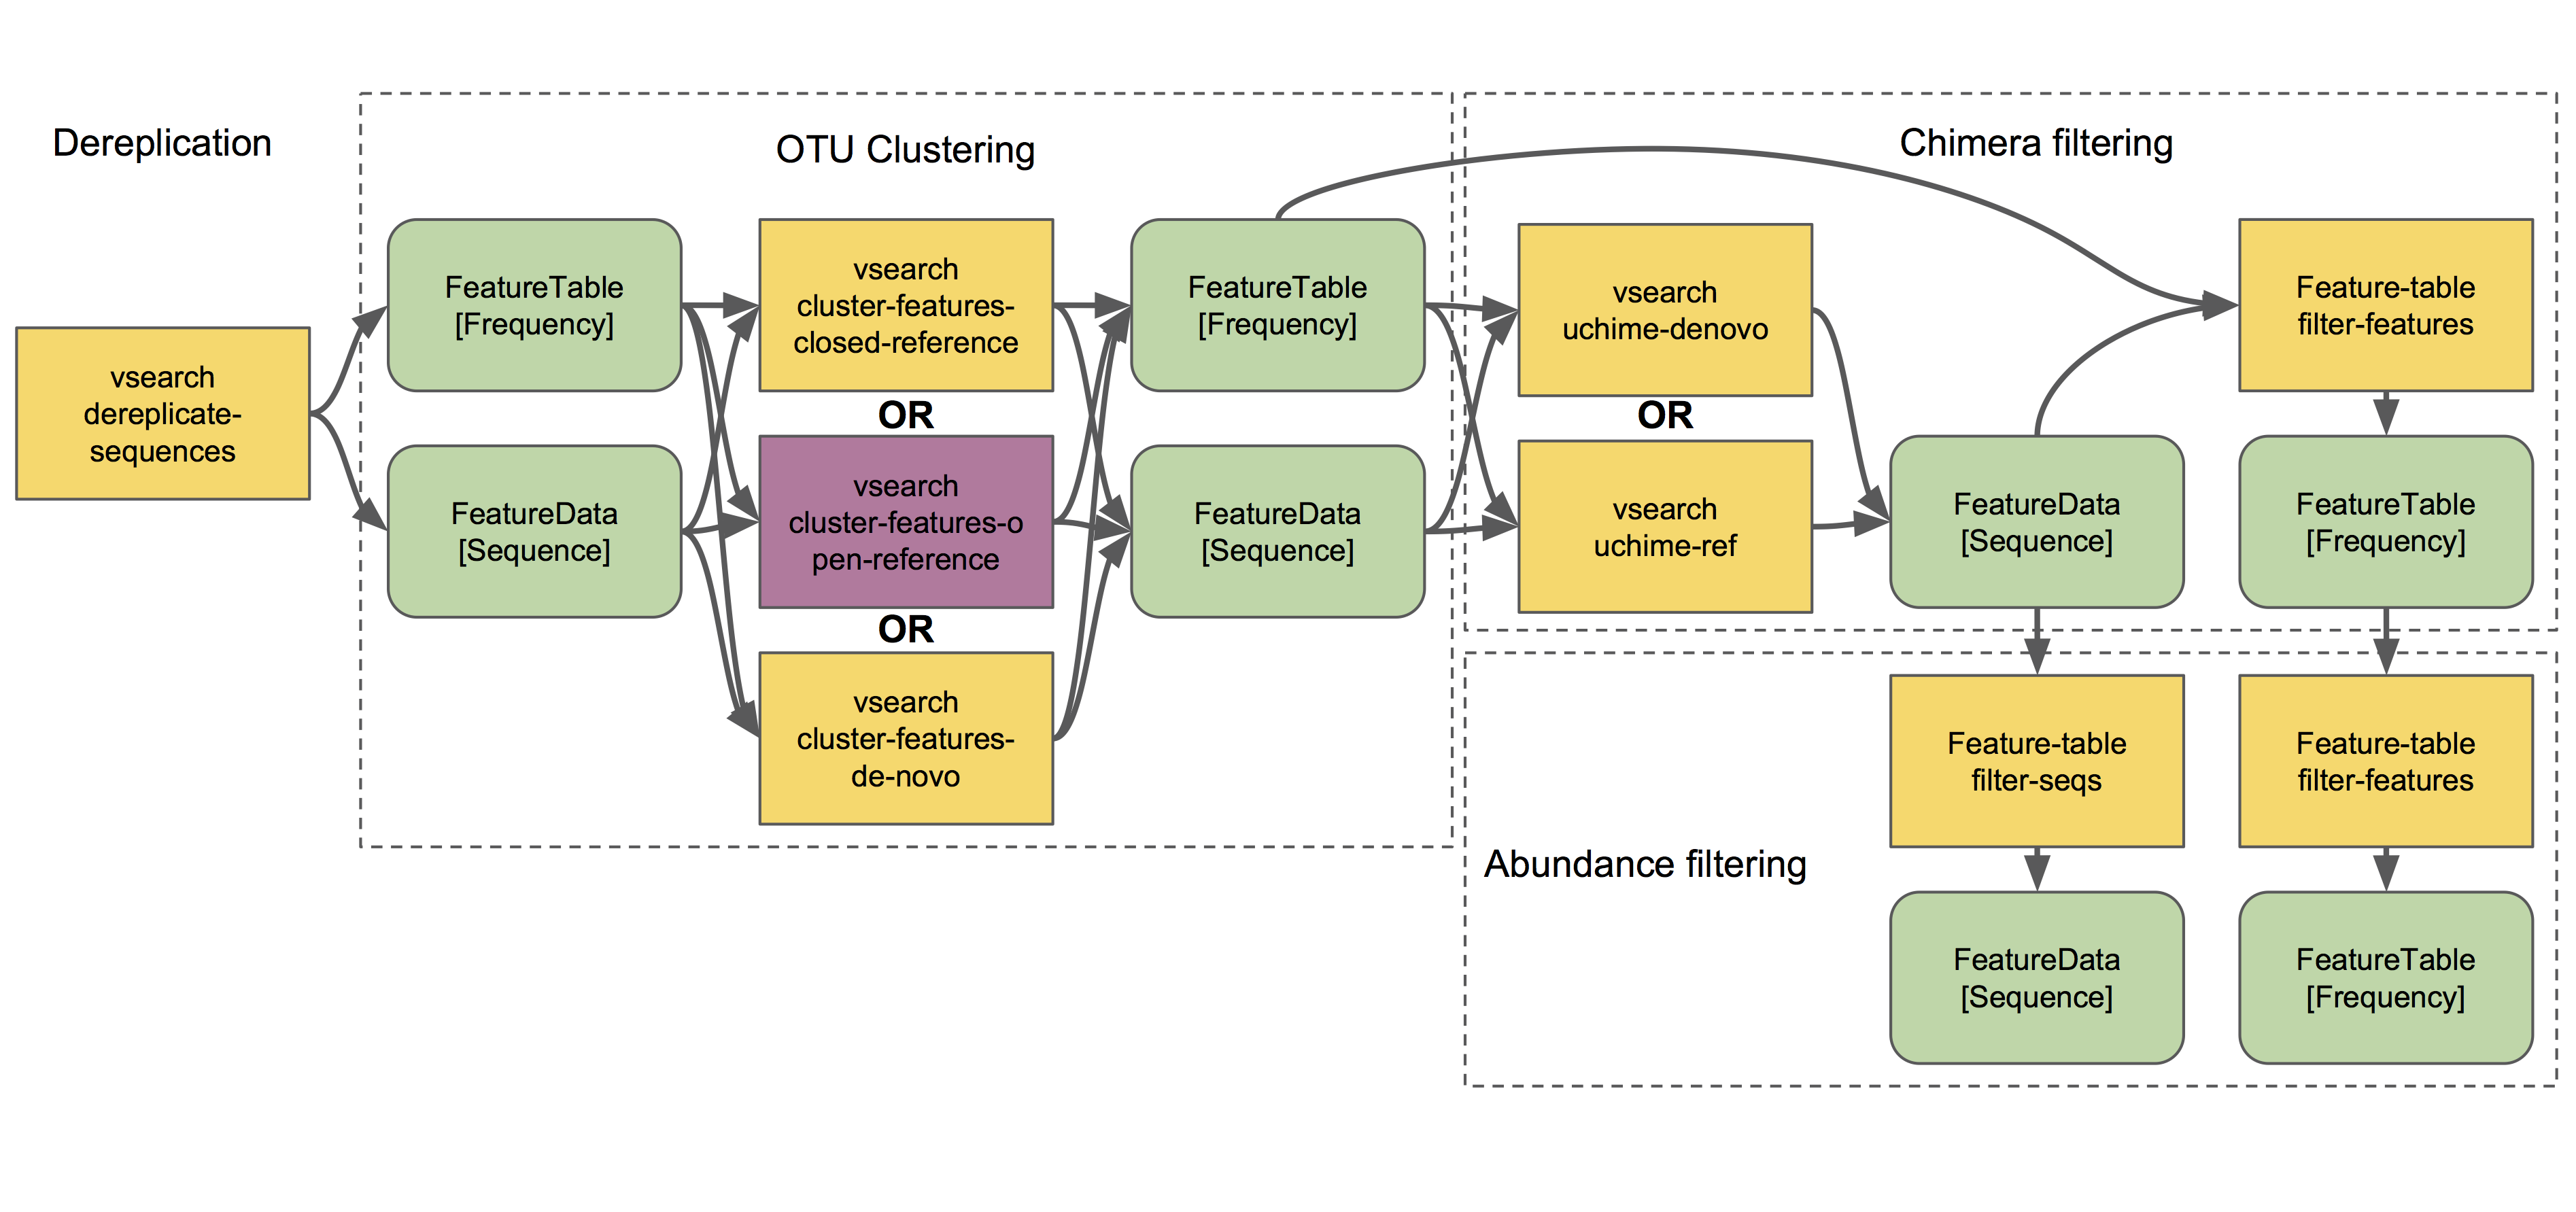 Dereplication
vsearch
dereplicate-
sequences
OTU Clustering
FeatureTable
[Frequency]
FeatureData
[Sequence]
vsearch
cluster-features-
closed-reference
OR
vsearch
cluster-features-o
pen-reference
OR
vsearch
cluster-features-
de-novo
FeatureTable
[Frequency]
FeatureData
[Sequence]
Chimera filtering
vsearch
uchime-denovo
OR
vsearch
uchime-ref
FeatureData
[Sequence]
Feature-table
filter-features
FeatureTable
[Frequency]
Abundance filtering
Feature-table
filter-seqs
FeatureData
[Sequence]
Feature-table
filter-features
FeatureTable
[Frequency]